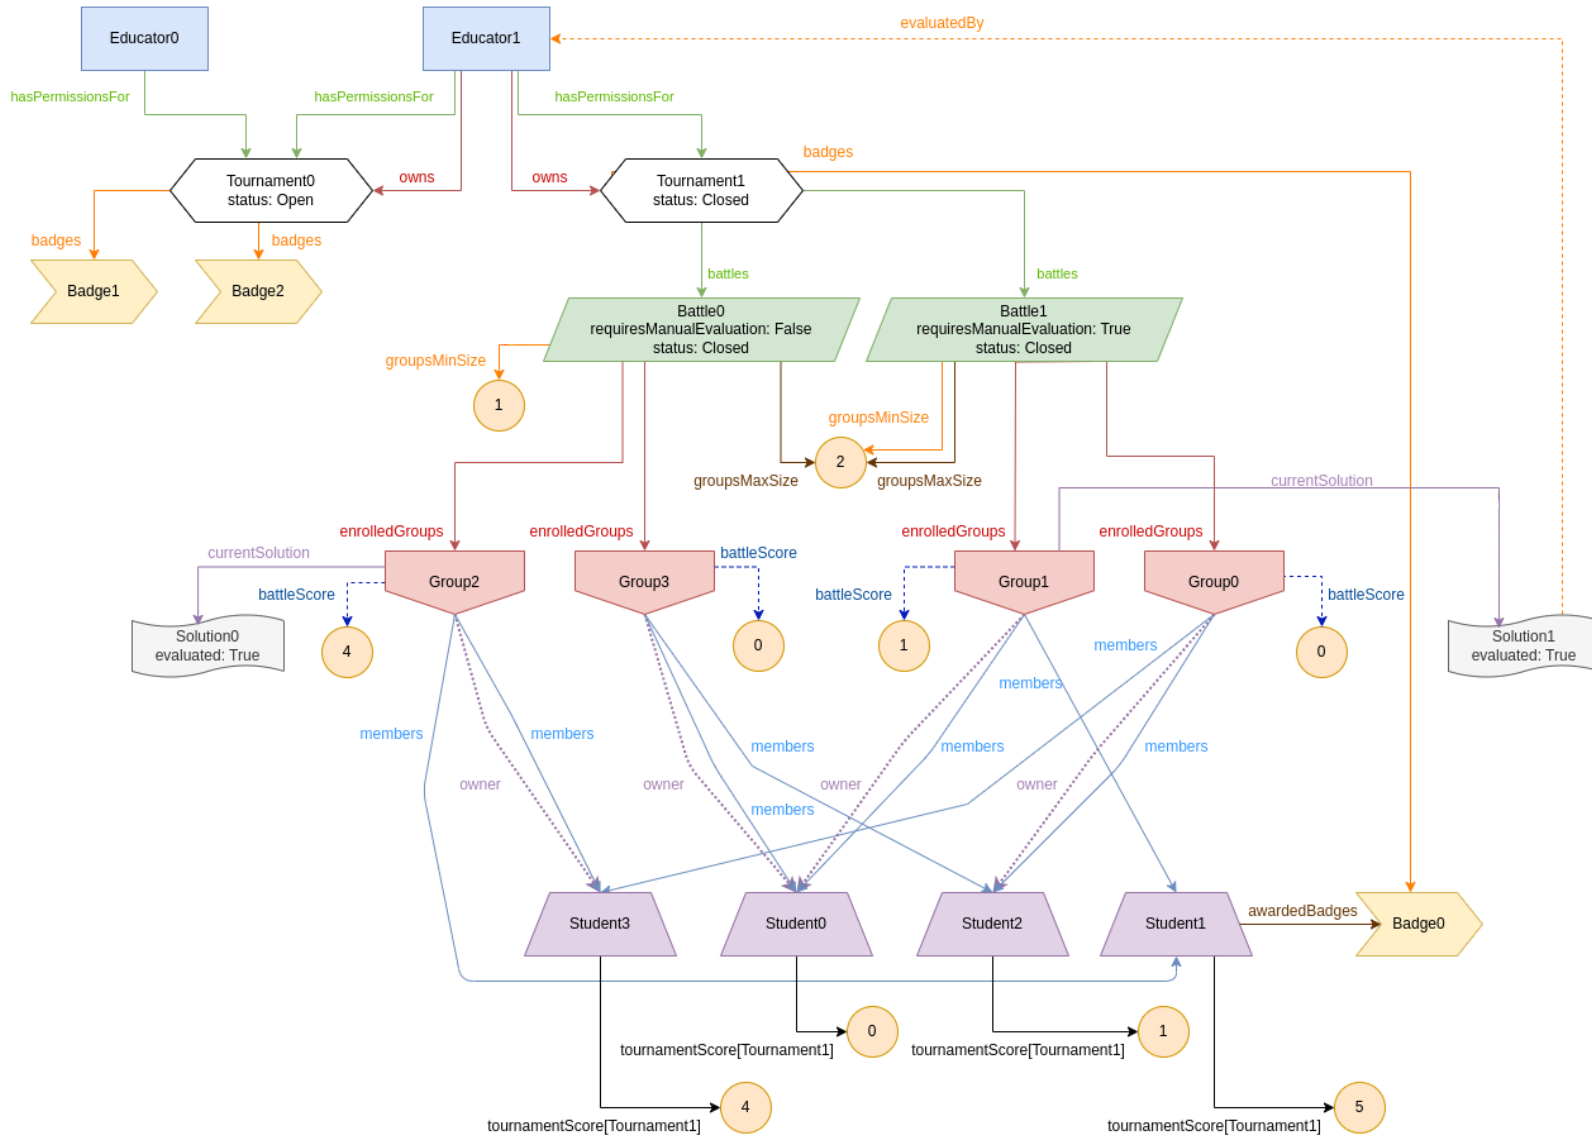 evaluatedBy
Educator0
Educator1
hasPermissionsFor
hasPermissionsFor
hasPermissionsFor
badges
Tournament0
status: Open
owns
owns
Tournament1
status: Closed
badges
badges
battles
battles
Badge1
Badge2
Battle0
requiresManualEvaluation: False
status: Closed
Battle1
requiresManualEvaluation: True
status: Closed
groupsMinSize
1
groupsMinSize
2
groupsMaxSize
groupsMaxSize
currentSolution
enrolledGroups
enrolledGroups
enrolledGroups
enrolledGroups
currentSolution
battleScore
Group2
Group3
Group1
Group0
battleScore
battleScore
battleScore
Solution0
evaluated: True
4
0
1
0
Solution1
evaluated: True
members
members
members
members
members
members
members
owner
owner
owner
owner
members
Student3
Student0
Student2
Student1
awardedBadges
Badge0
0
1
tournamentScore[Tournament1]
tournamentScore[Tournament1]
4
5
tournamentScore[Tournament1]
tournamentScore[Tournament1]